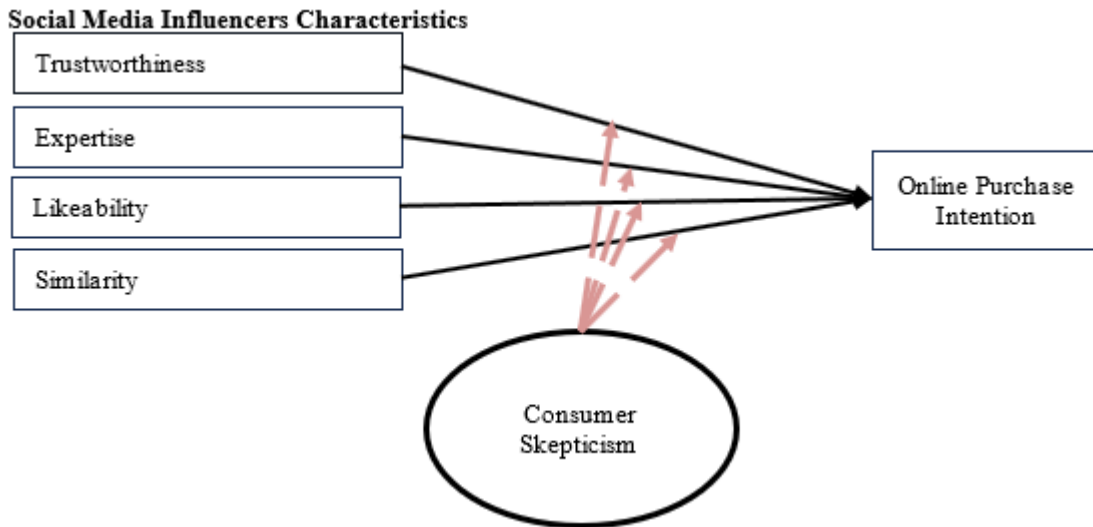 Social Media Influencers Characteristics
Trustworthiness
Expertise
Likeability
Similarity
Online Purchase
Intention
Consumer
Skepticism